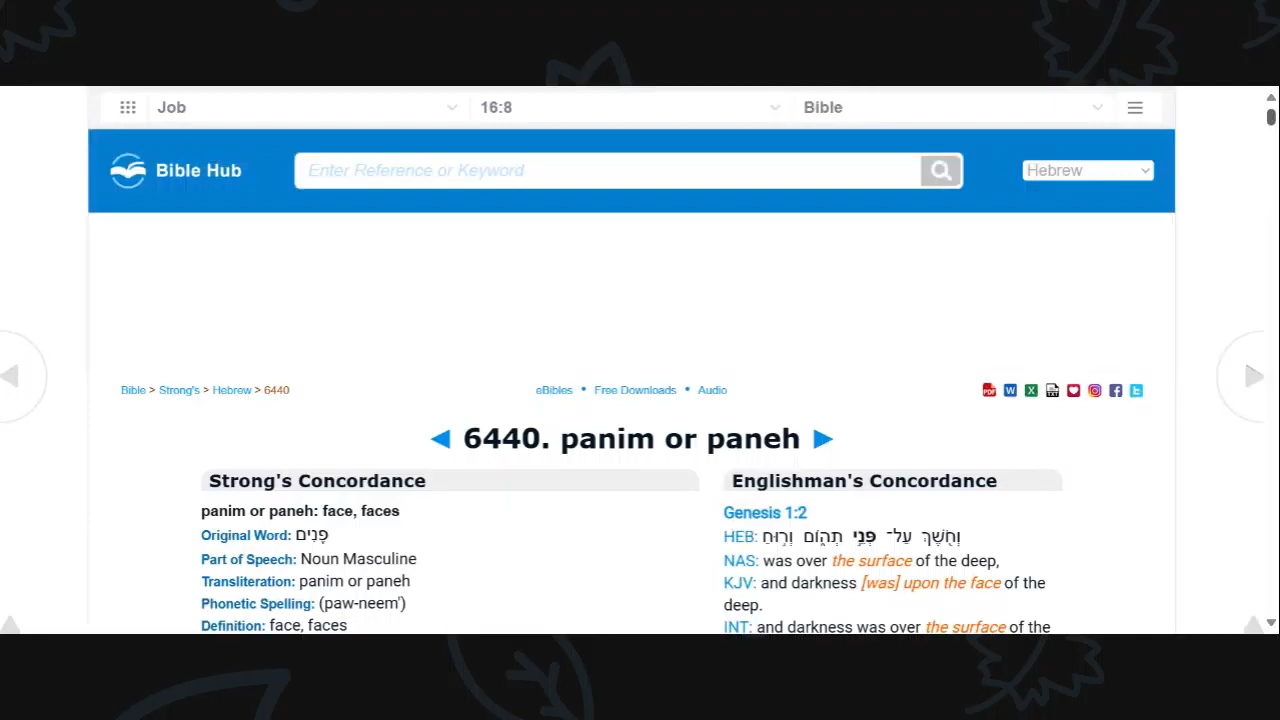 Job 16:8 Bible
Bible Hub Enter Reference or Keyword Hebrew
Bible > Strong's > Hebrew > 6440 eBibles • Free Downloads • Audio
◄ 6440. panim or paneh ►
Strong's Concordance
panim or paneh: face, faces
Original Word: פָּנִים
Part of Speech: Noun Masculine
Transliteration: panim or paneh
Phonetic Spelling: (paw-neem')
Definition: face, faces
Englishman's Concordance
Genesis 1:2
HEB: וְחֹ֖שֶׁךְ עַל־ פְּנֵ֣י תְה֑וֹם וְר֣וּחַ
NAS: was over the surface of the deep,
KJV: and darkness [was] upon the face of the
deep.
INT: and darkness was over the surface of the